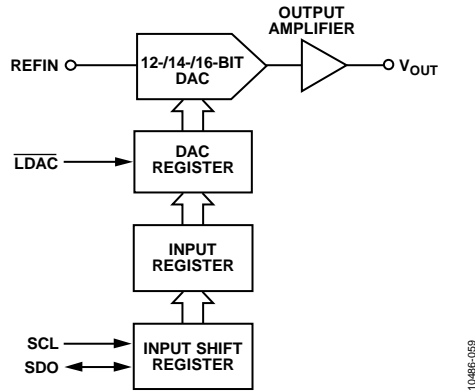 OUTPUT
AMPLIFIER
REFIN
12-/14-/16-BIT
DAC
VOUT
LDAC
DAC
REGISTER
INPUT
REGISTER
SCL
SDO
INPUT SHIFT
REGISTER
10486-059